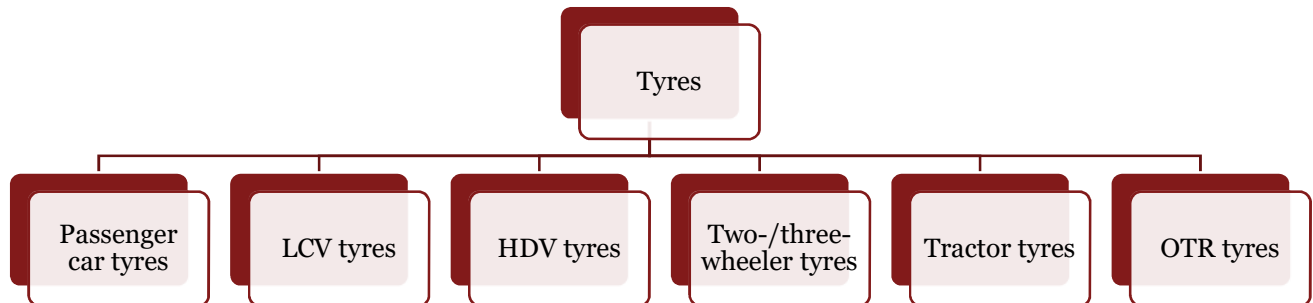 Tyres
Passenger
car tyres
LCV tyres
HDV tyres
Two-/three-
wheeler tyres
Tractor tyres
OTR tyres